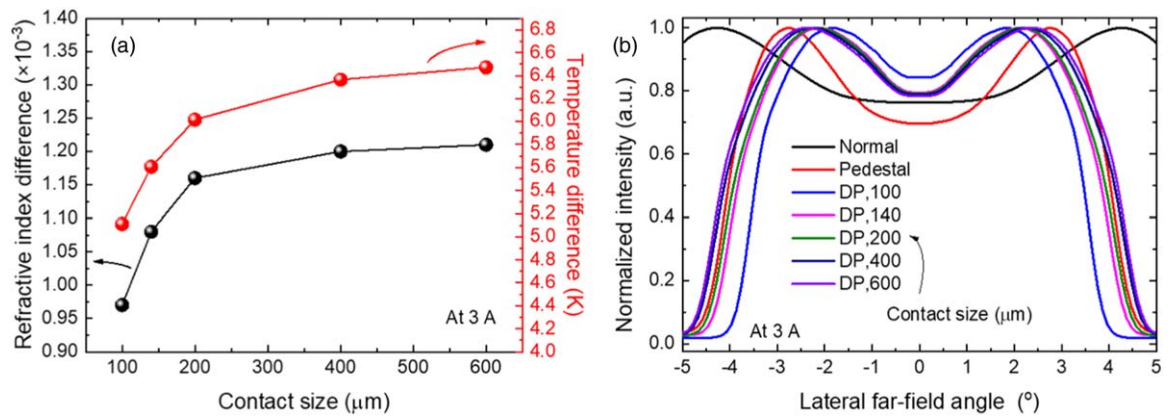 (a)
Refractive index difference (×10⁻³)
1.40
1.35
1.30
1.25
1.20
1.15
1.10
1.05
1.00
0.95
0.90
100 200 300 400 500 600
Contact size (μm)
At 3 A
6.8
6.6
6.4
6.2
6.0
5.8
5.6
5.4
5.2
5.0
4.8
4.6
4.4
4.2
4.0
Temperature difference (K)
(b)
Normalized intensity (a.u.)
1.0
0.8
0.6
0.4
0.2
0.0
Normal
Pedestal
DP,100
DP,140
DP,200
DP,400
DP,600
Contact size (μm)
At 3 A
-5 -4 -3 -2 -1 0 1 2 3 4 5
Lateral far-field angle (º)